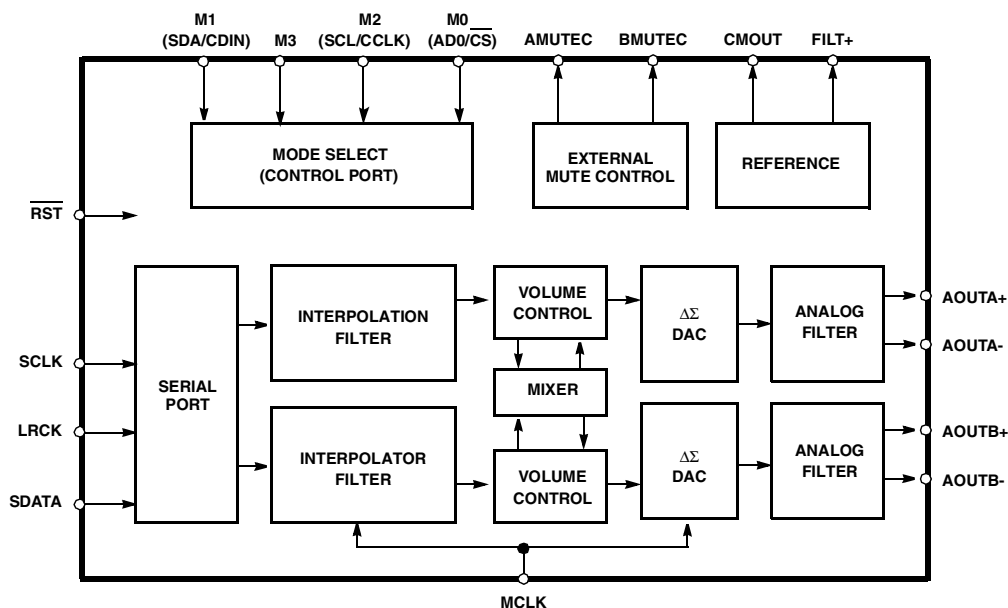 M1
(SDA/CDIN)
M3
M2
(SCL/CCLK)
M0
(AD0/CS)
AMUTEC
BMUTEC
CMOUT
FILT+
MODE SELECT
(CONTROL PORT)
EXTERNAL
MUTE CONTROL
REFERENCE
RST
SERIAL
PORT
INTERPOLATION
FILTER
VOLUME
CONTROL
ΔΣ
DAC
ANALOG
FILTER
AOUTA+
AOUTA-
SCLK
LRCK
SDATA
MIXER
INTERPOLATOR
FILTER
VOLUME
CONTROL
ΔΣ
DAC
ANALOG
FILTER
AOUTB+
AOUTB-
MCLK